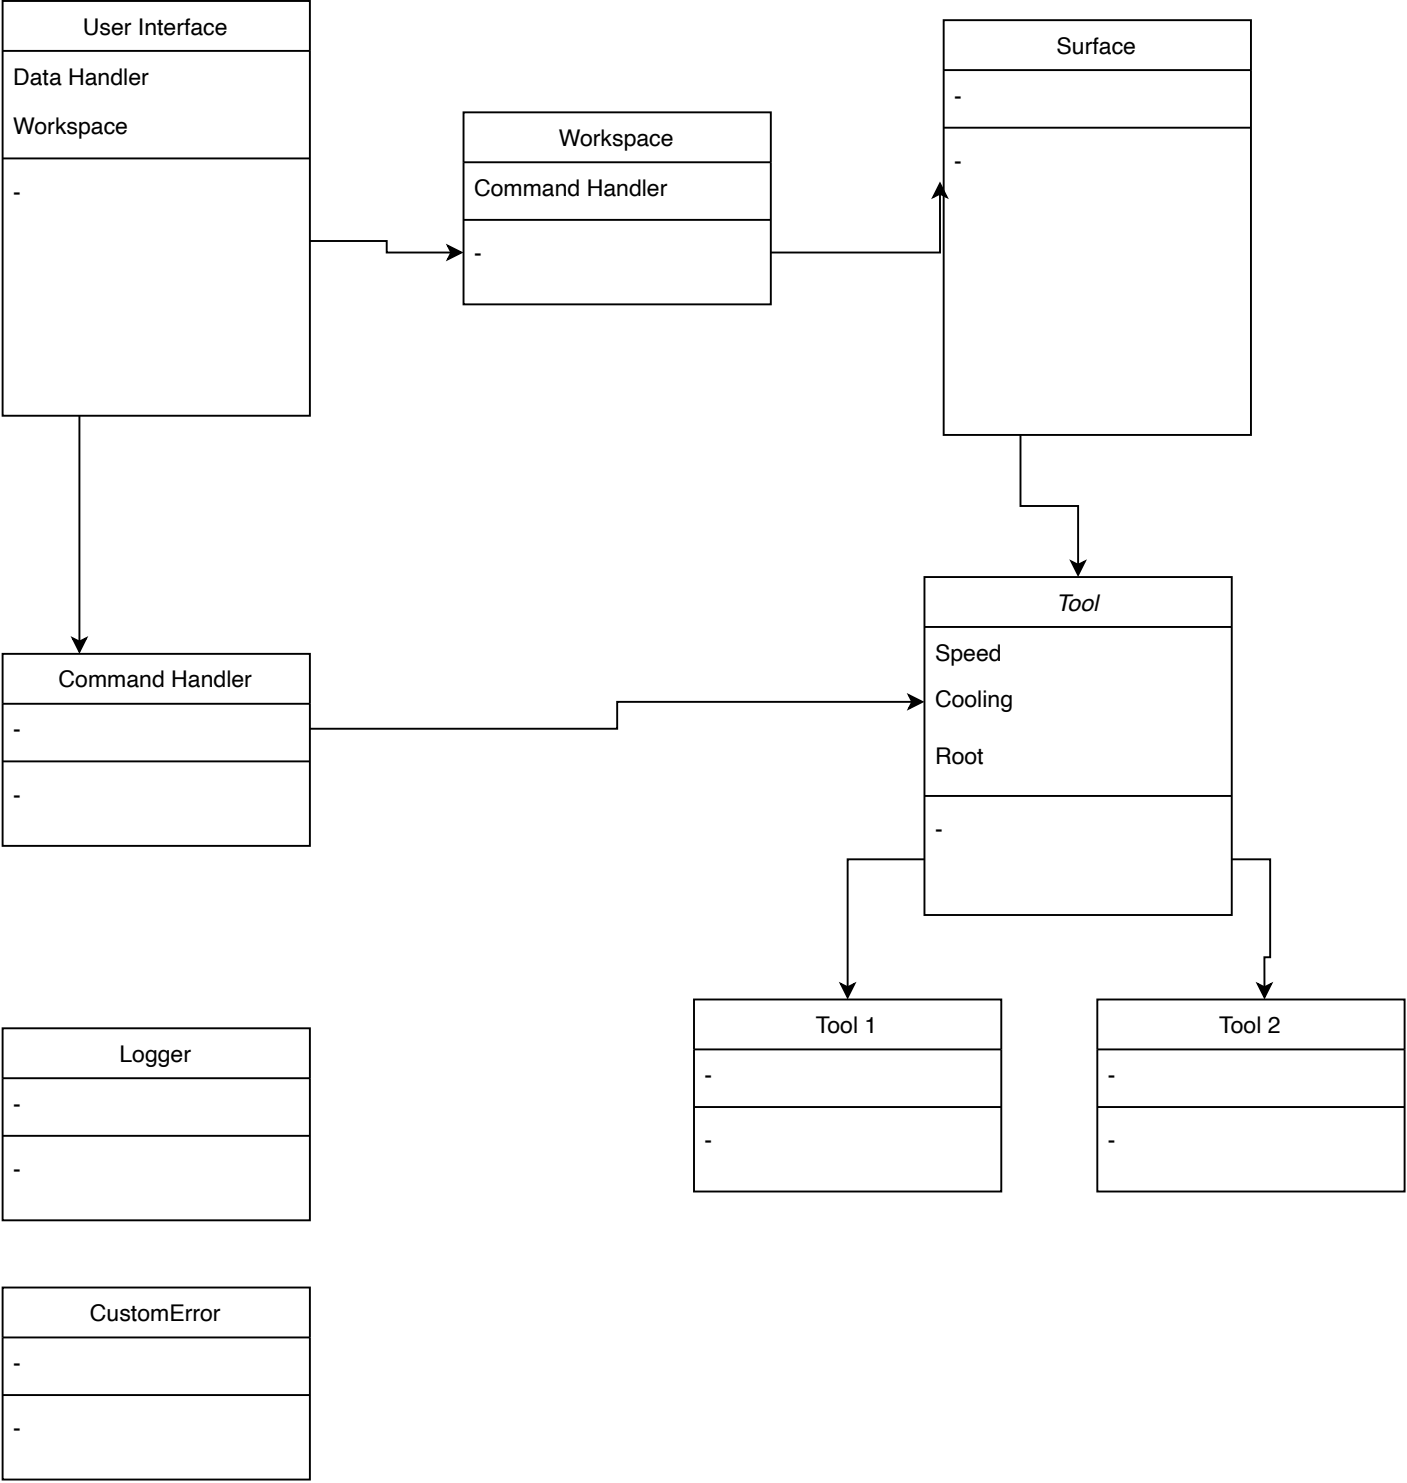 User Interface
Data Handler
Workspace
-
Workspace
Command Handler
-
Surface
-
-
Command Handler
-
-
Tool
Speed
Cooling
Root
-
Tool 1
-
-
Tool 2
-
-
Logger
-
-
CustomError
-
-